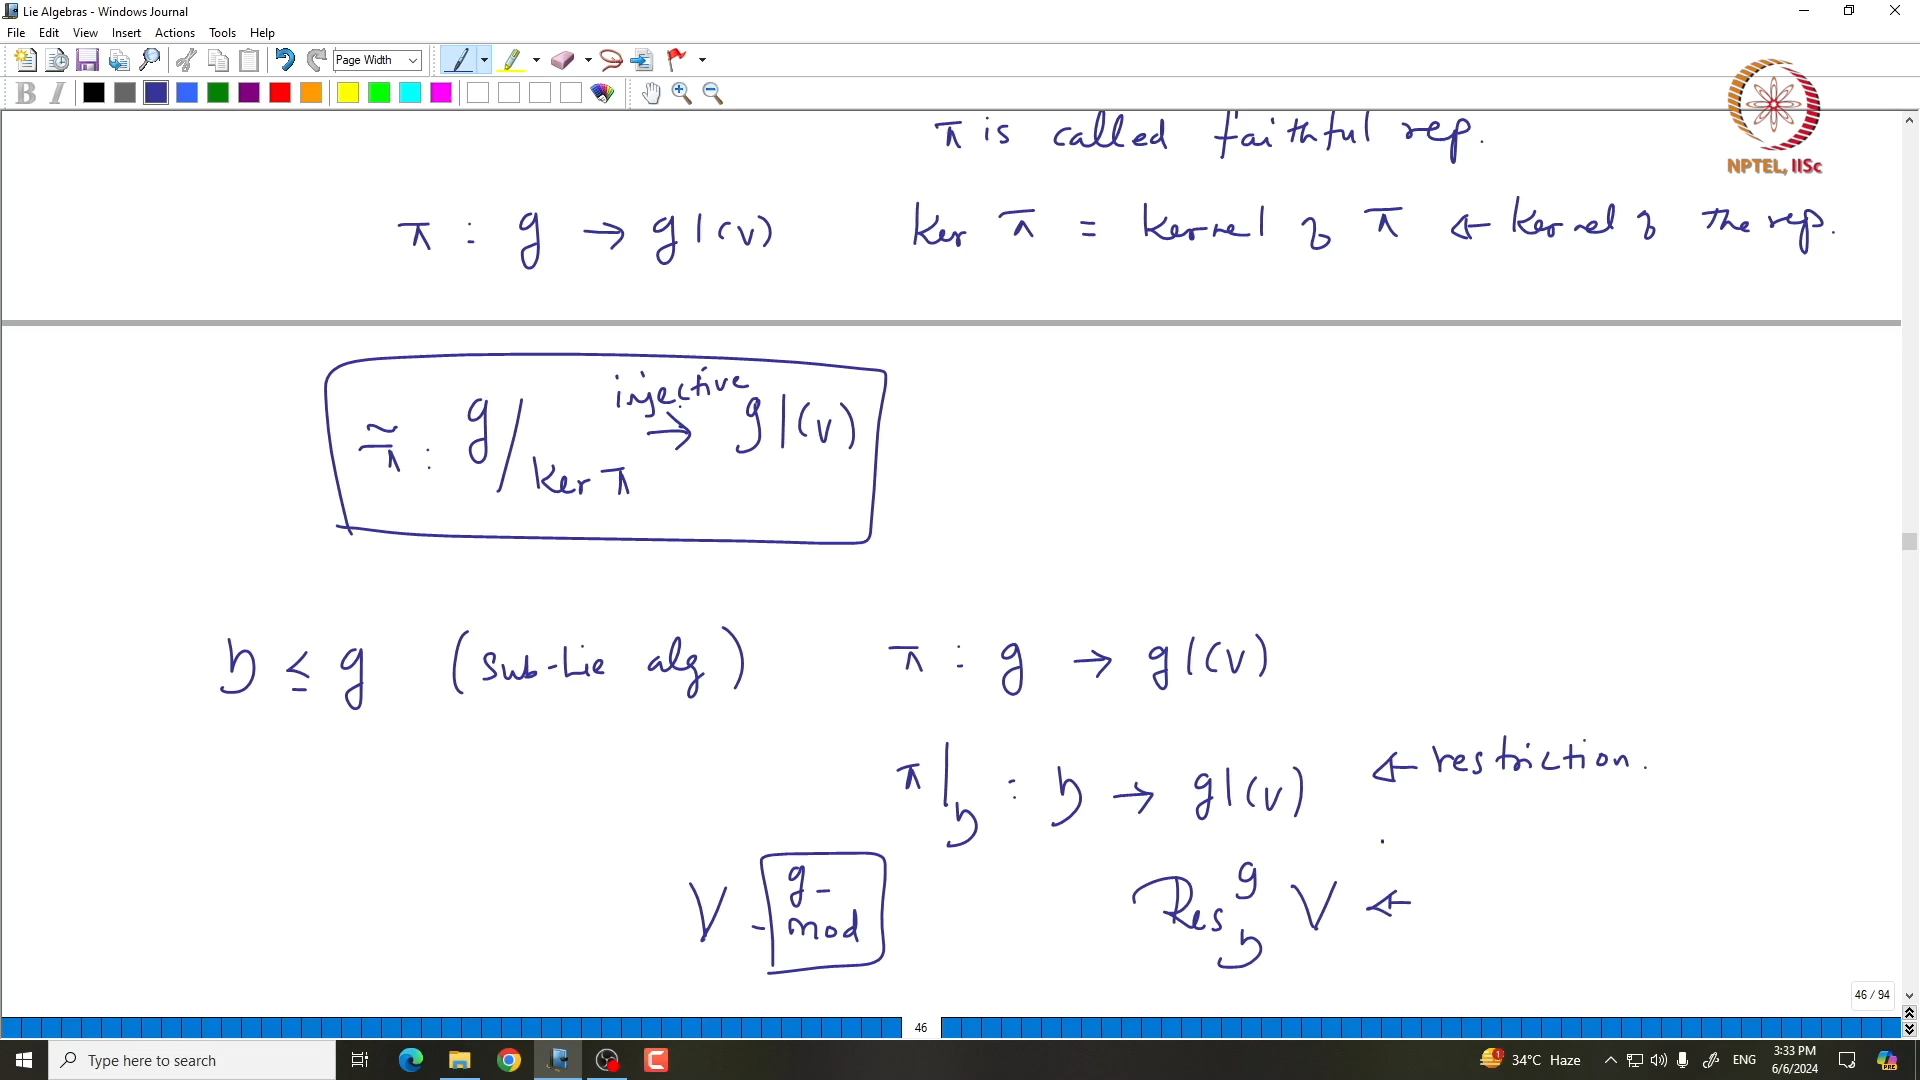 Lie Algebras - Windows Journal
File Edit View Insert Actions Tools Help
Page Width
B I
NPTEL, IISc
π is called faithful rep.
π : g → gl(V) Ker π = Kernel of π ← Kernel of the rep.
π̃ : g/Ker π injective → gl(V)
h ≤ g (Sub-Lie alg) π : g → gl(V)
π|h : h → gl(V) ← restriction.
V - g-mod Res g h V ←
46 / 94
46
Type here to search
1
34°C Haze
ENG
3:33 PM
6/6/2024
PRE